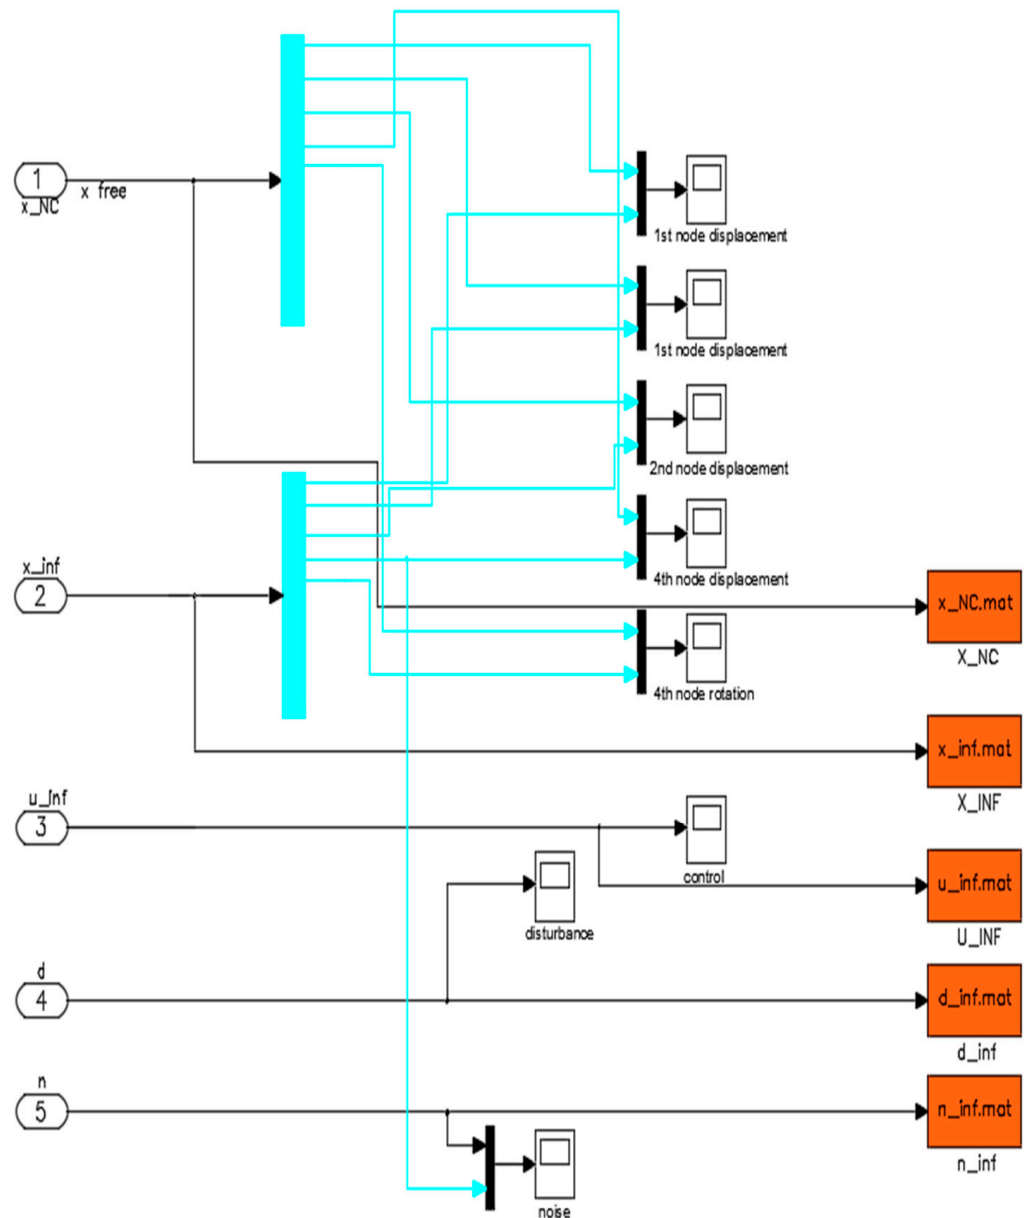 1
x_NC
x free
1st node displacement
1st node displacement
2nd node displacement
x_inf
2
4th node displacement
x_NC.mat
X_NC
4th node rotation
x_inf.mat
X_INF
u_inf
3
control
u_inf.mat
U_INF
disturbance
d
4
d_inf.mat
d_inf
n
5
n_inf.mat
n_inf
noise